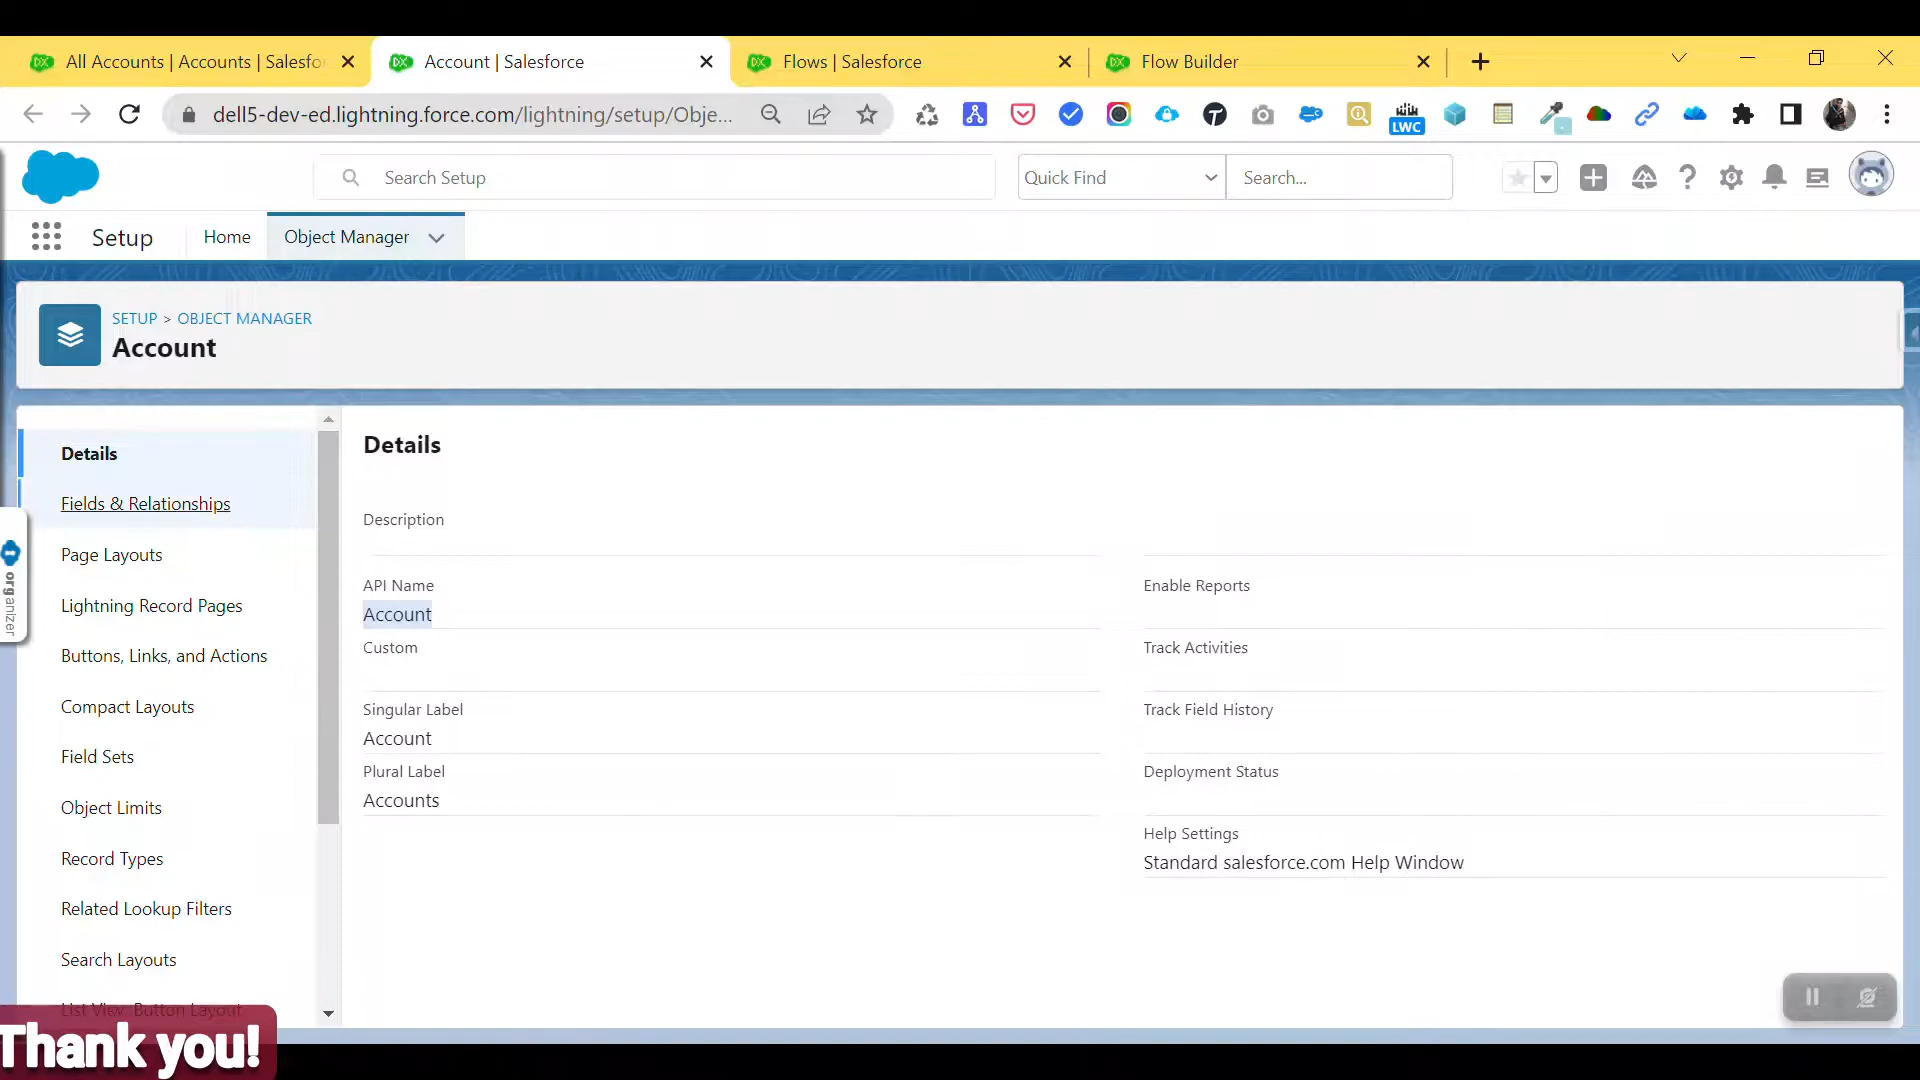 All Accounts | Accounts | Salesfo
Account | Salesforce
Flows | Salesforce
Flow Builder
dell5-dev-ed.lightning.force.com/lightning/setup/Obje...
LWC
Search Setup
Quick Find
Search...
Setup
Home
Object Manager
SETUP > OBJECT MANAGER
Account
Details
Fields & Relationships
Page Layouts
Lightning Record Pages
Buttons, Links, and Actions
Compact Layouts
Field Sets
Object Limits
Record Types
Related Lookup Filters
Search Layouts
List View Button Layout
organizer
Details
Description
API Name
Account
Custom
Singular Label
Account
Plural Label
Accounts
Enable Reports
Track Activities
Track Field History
Deployment Status
Help Settings
Standard salesforce.com Help Window
Thank you!